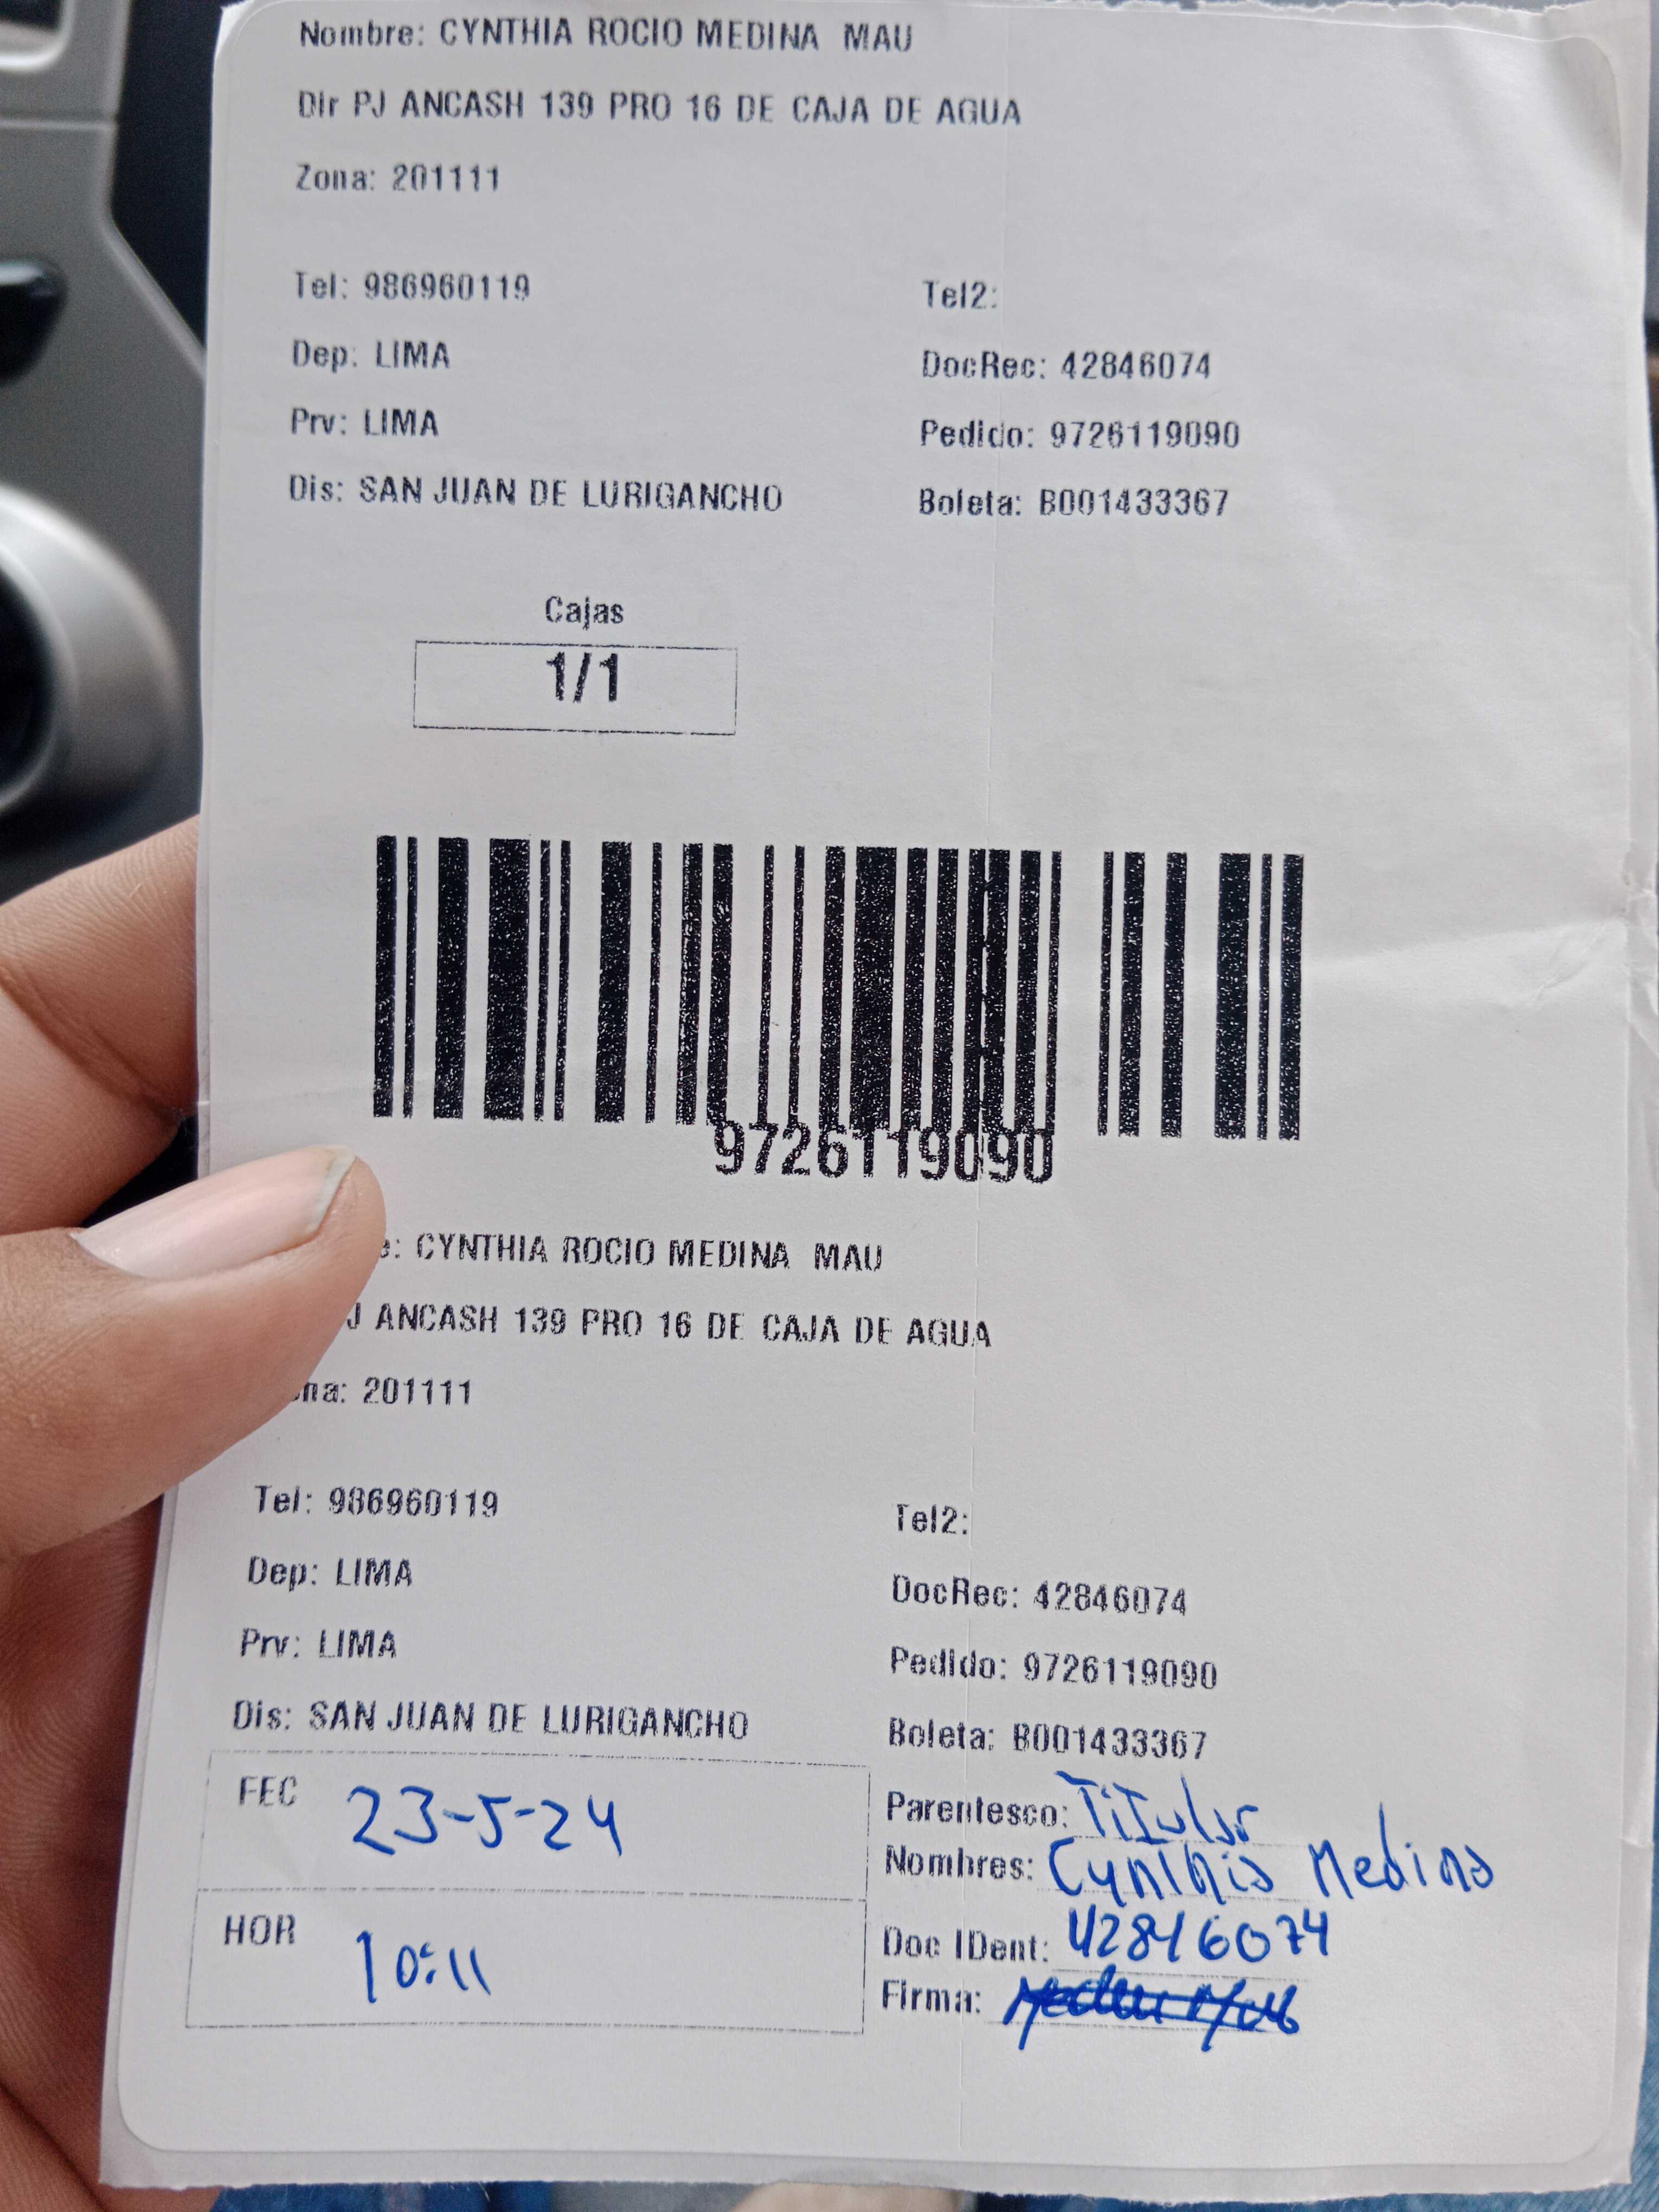 Nombre: CYNTHIA ROCIO MEDINA MAU
Dir PJ ANCASH 139 PRO 16 DE CAJA DE AGUA
Zona: 201111
Tel: 986960119 Tel2:
Dep: LIMA DocRec: 42846074
Prv: LIMA Pedido: 9726119090
Dis: SAN JUAN DE LURIGANCHO Boleta: B001433367
Cajas
1/1
9726119090
e: CYNTHIA ROCIO MEDINA MAU
J ANCASH 139 PRO 16 DE CAJA DE AGUA
na: 201111
Tel: 986960119 Tel2:
Dep: LIMA DocRec: 42846074
Prv: LIMA Pedido: 9726119090
Dis: SAN JUAN DE LURIGANCHO Boleta: B001433367
FEC 23-5-24 Parentesco: Titular
Nombres: Cynthia Medina
HOR 10:11 Doc IDent: 42846074
Firma: